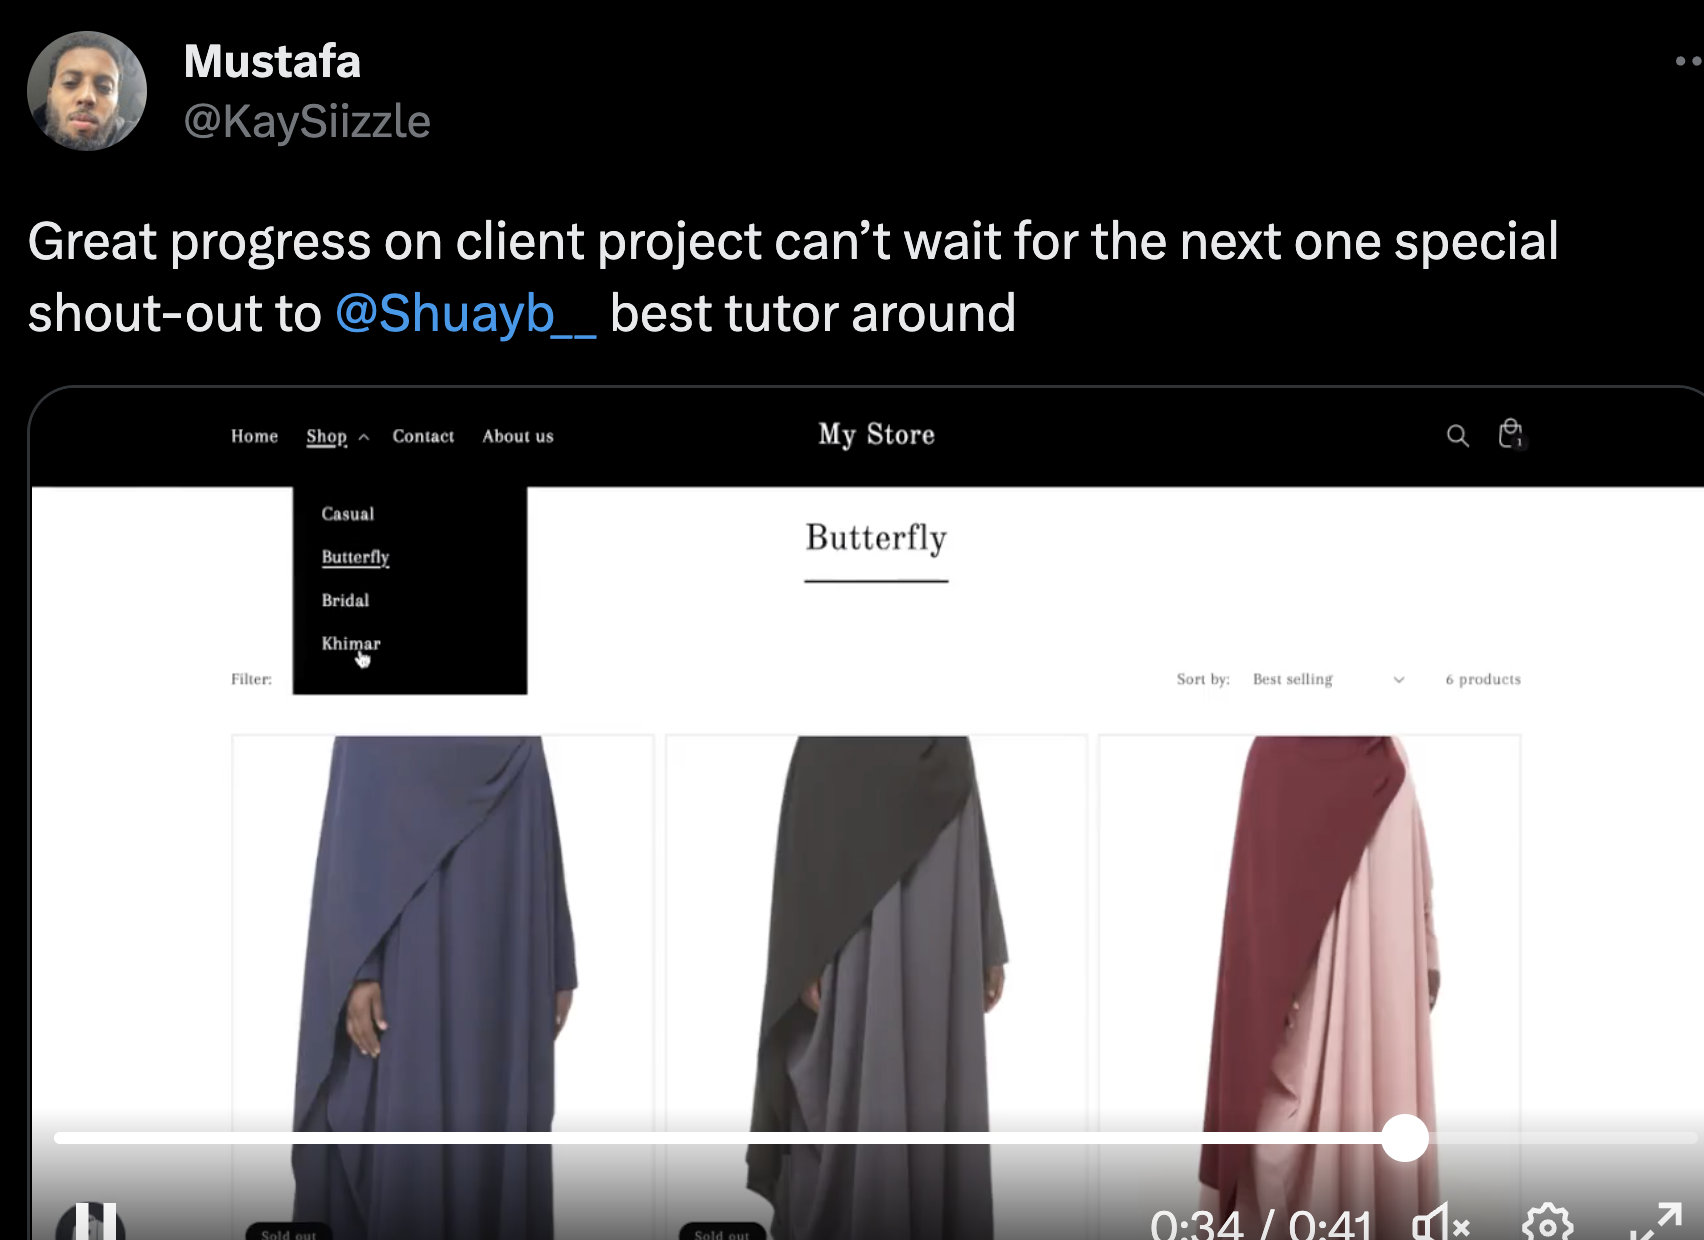 Mustafa
@KaySiizzle
Great progress on client project can’t wait for the next one special
shout-out to @Shuayb__ best tutor around
Home Shop Contact About us My Store 1
Casual
Butterfly
Bridal
Khimar
Butterfly
Filter: Sort by: Best selling 6 products
Sold out Sold out
0:34 / 0:41